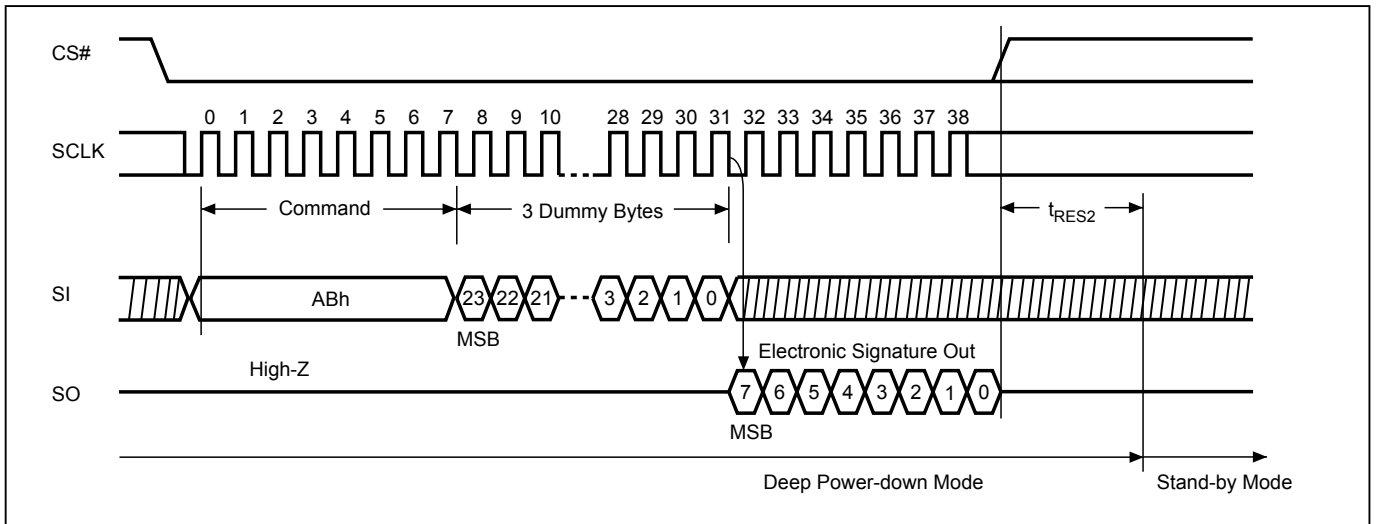 CS#
0 1 2 3 4 5 6 7 8 9 10 28 29 30 31 32 33 34 35 36 37 38
SCLK
Command 3 Dummy Bytes tRES2
SI ABh 23 22 21 3 2 1 0
MSB
Electronic Signature Out
High-Z
SO 7 6 5 4 3 2 1 0
MSB
Deep Power-down Mode Stand-by Mode